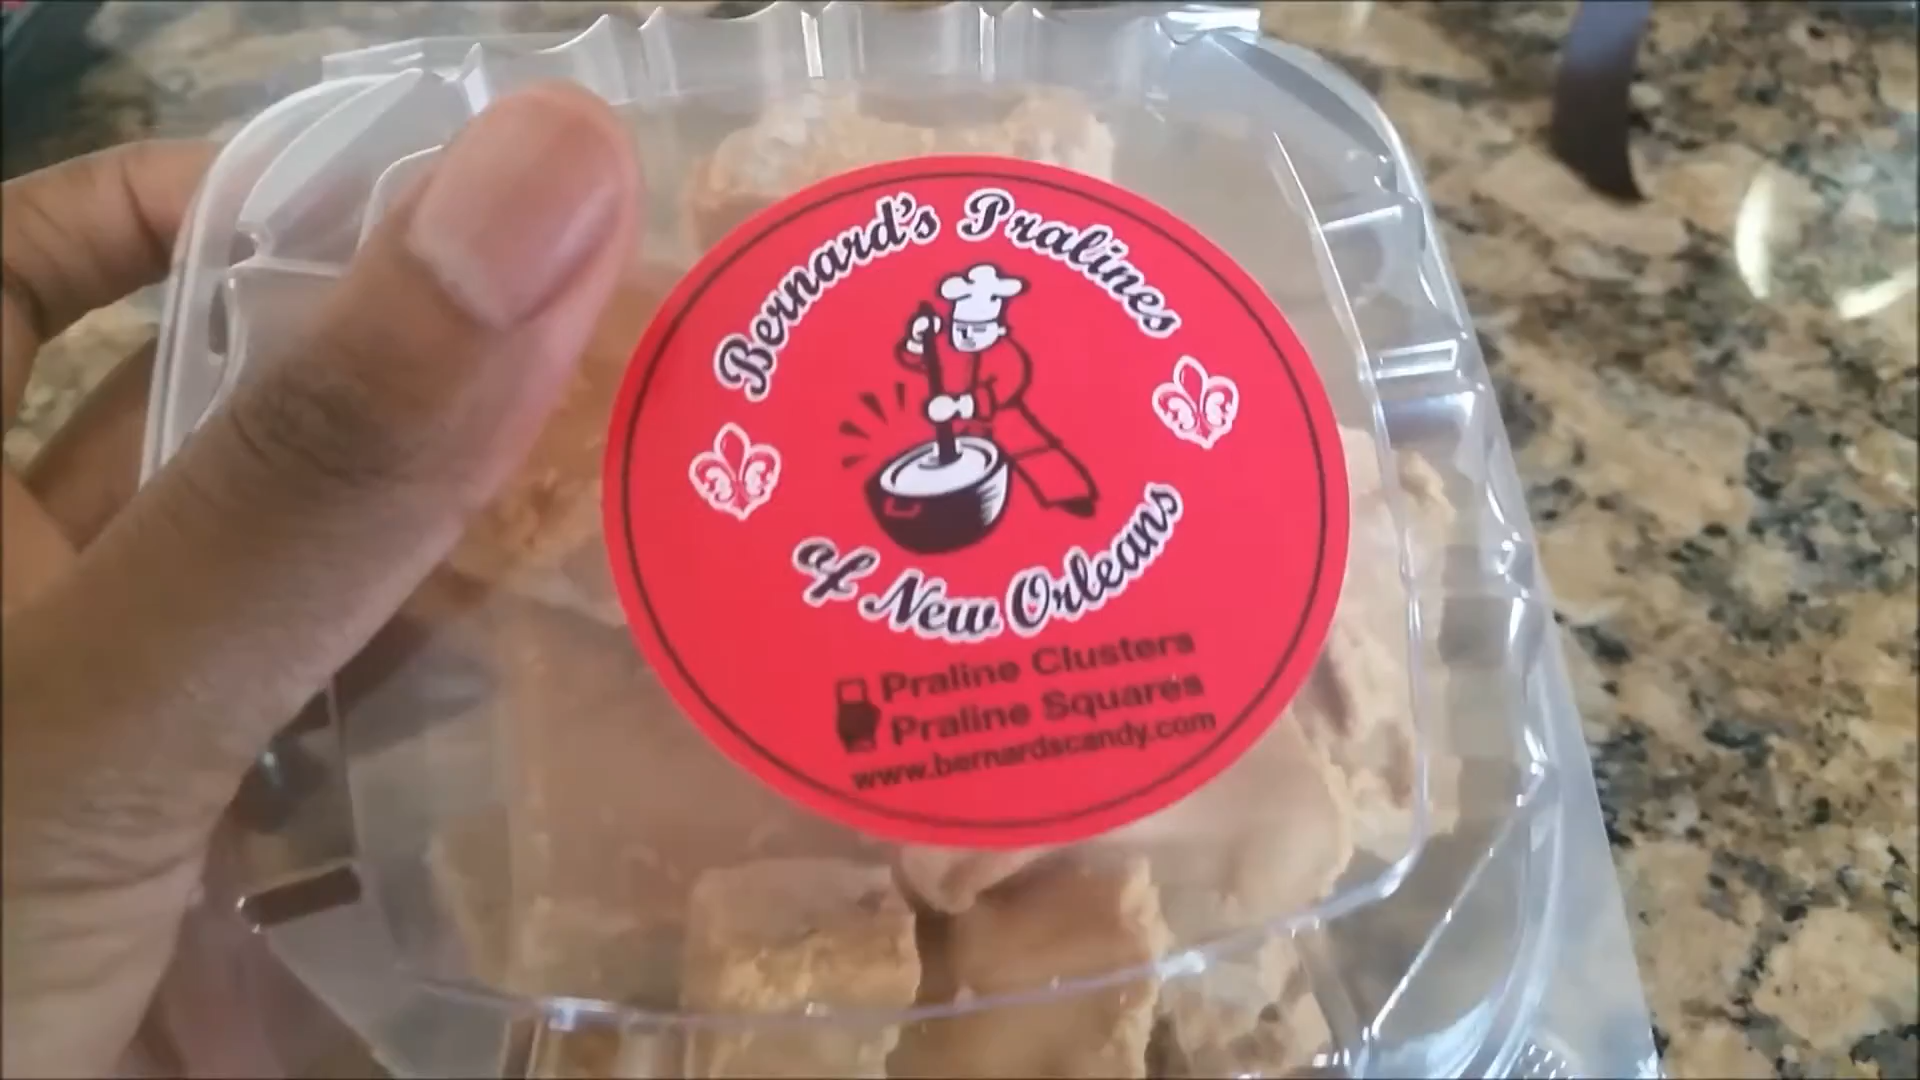 Bernard's Pralines
of New Orleans
Praline Clusters
Praline Squares
www.bernardscandy.com